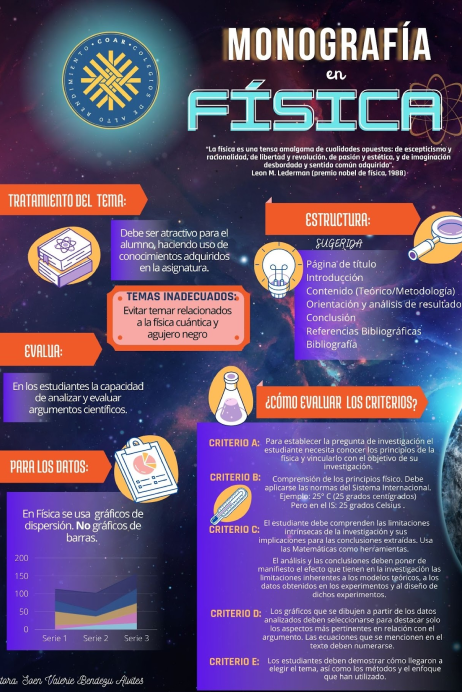 COAR • COLEGIOS DE ALTO RENDIMIENTO
MONOGRAFÍA
en
FÍSICA
"La física es una tensa amalgama de cualidades opuestas: de escepticismo y
racionalidad, de libertad y revolución, de pasión y estética, y de imaginación
desbordada y sentido común adquirido".
Leon M. Lederman (premio nobel de física, 1988)
TRATAMIENTO DEL TEMA:
Debe ser atractivo para el
alumno, haciendo uso de
conocimientos adquiridos
en la asignatura.
TEMAS INADECUADOS:
Evitar temar relacionados
a la física cuántica y
agujero negro
ESTRUCTURA:
SUGERIDA
Página de título
Introducción
Contenido (Teórico/Metodología)
Orientación y análisis de resultado
Conclusión
Referencias Bibliográficas
Bibliografía
EVALUA:
En los estudiantes la capacidad
de analizar y evaluar
argumentos científicos.
PARA LOS DATOS:
En Física se usa gráficos de
dispersión. No gráficos de
barras.
200
150
100
50
0
Serie 1 Serie 2 Serie 3
¿CÓMO EVALUAR LOS CRITERIOS?
CRITERIO A: Para establecer la pregunta de investigación el
estudiante necesita conocer los principios de la
física y vincularlo con el objetivo de su
investigación.
CRITERIO B: Comprensión de los principios físico. Debe
aplicarse las normas del Sistema Internacional.
Ejemplo: 25° C (25 grados centígrados)
Pero en el IS: 25 grados Celsius .
CRITERIO C: El estudiante debe comprenden las limitaciones
intrínsecas de la investigación y sus
implicaciones para las conclusiones extraídas. Usa
las Matemáticas como herramientas.
El análisis y las conclusiones deben poner de
manifiesto el efecto que tienen en la investigación las
limitaciones inherentes a los modelos teóricos, a los
datos obtenidos en los experimentos y al diseño de
dichos experimentos.
CRITERIO D: Los gráficos que se dibujen a partir de los datos
analizados deben seleccionarse para destacar solo
los aspectos más pertinentes en relación con el
argumento. Las ecuaciones que se mencionen en el
texto deben numerarse.
CRITERIO E: Los estudiantes deben demostrar cómo llegaron a
elegir el tema, así como los métodos y el enfoque
que han utilizado.
tora Soen Valerie Bendezu Aviles